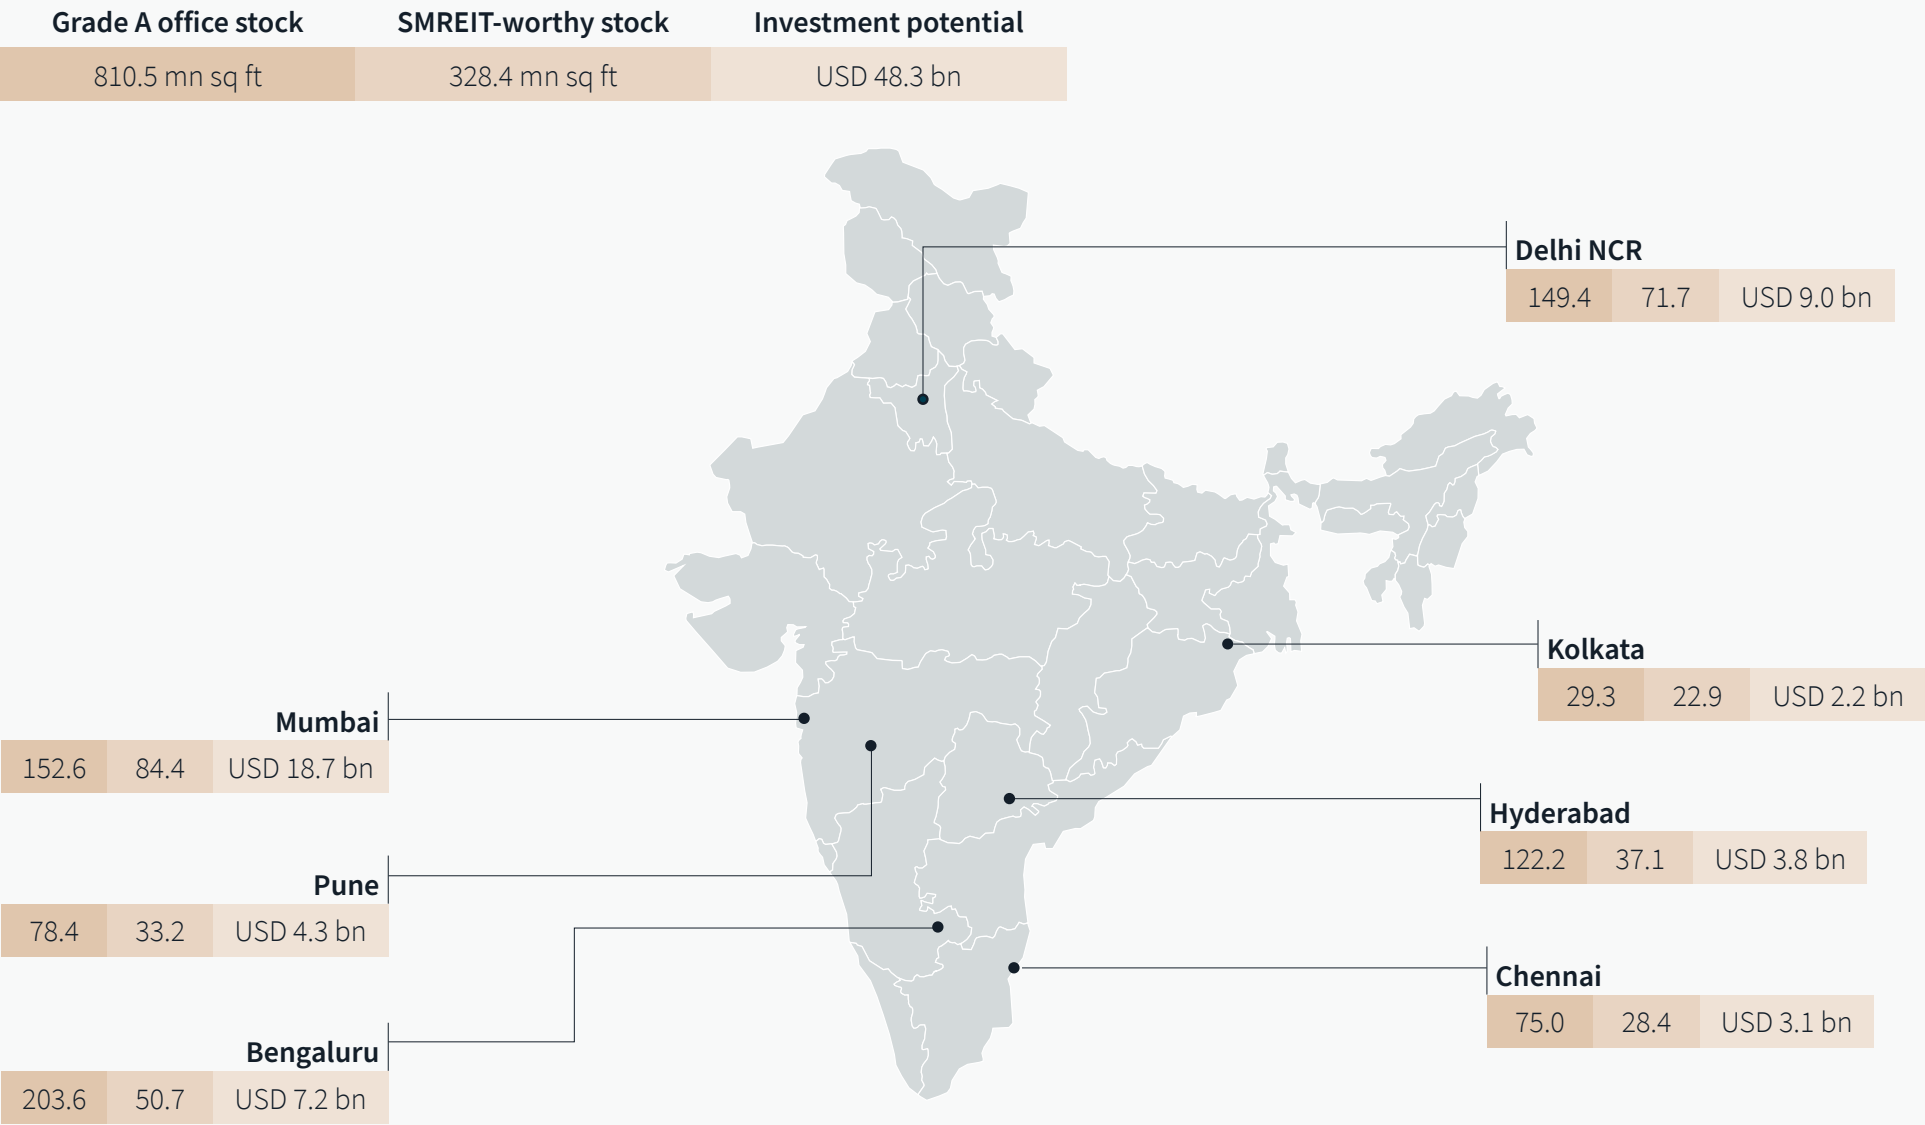 Grade A office stock SMREIT-worthy stock Investment potential
810.5 mn sq ft 328.4 mn sq ft USD 48.3 bn
Delhi NCR
149.4 71.7 USD 9.0 bn
Kolkata
29.3 22.9 USD 2.2 bn
Mumbai
152.6 84.4 USD 18.7 bn
Hyderabad
122.2 37.1 USD 3.8 bn
Pune
78.4 33.2 USD 4.3 bn
Chennai
75.0 28.4 USD 3.1 bn
Bengaluru
203.6 50.7 USD 7.2 bn